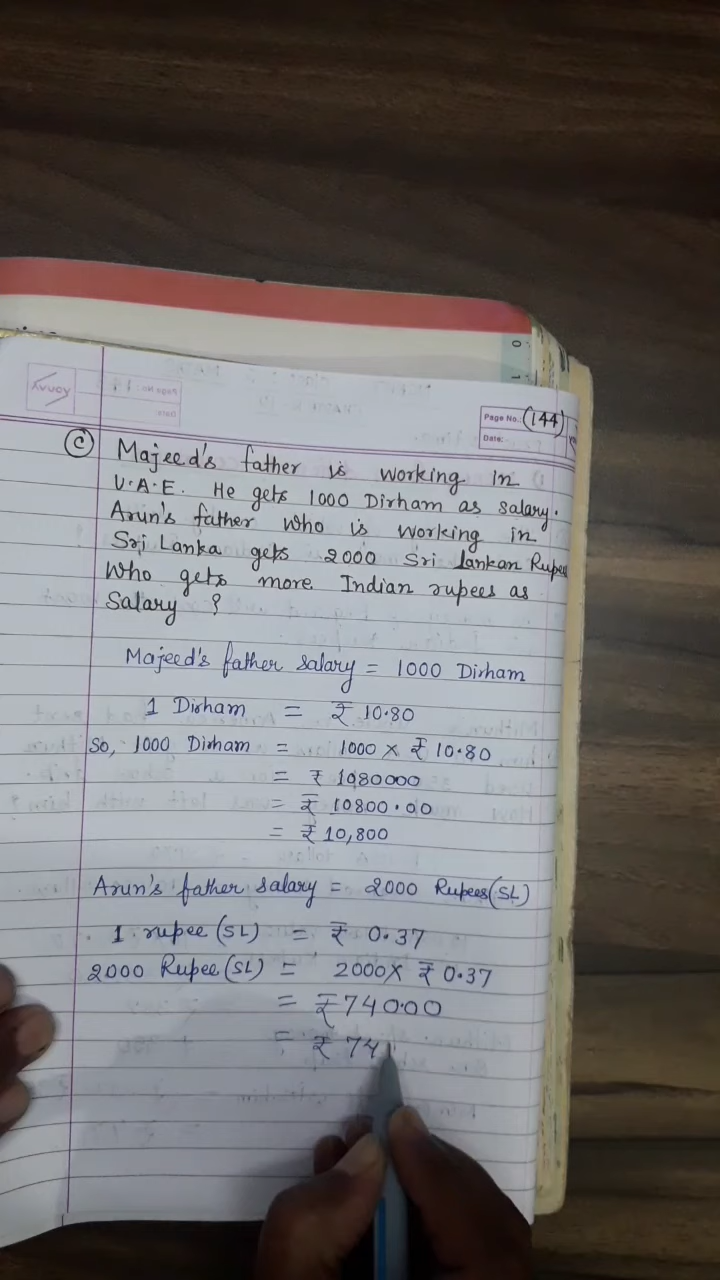 Page No. (144)
Date:
(C) Majeed's father is working in
U.A.E. He gets 1000 Dirham as salary.
Arun's father who is working in
Sri Lanka gets 2000 Sri Lankan Rupee
Who gets more Indian rupees as
Salary ?
Majeed's father salary = 1000 Dirham
1 Dirham = ₹ 10.80
So, 1000 Dirham = 1000 × ₹ 10.80
= ₹ 1080000
= ₹ 10800.00
= ₹ 10,800
Arun's father salary = 2000 Rupees(SL)
1 rupee (SL) = ₹ 0.37
2000 Rupee (SL) = 2000 × ₹ 0.37
= ₹ 740.00
= ₹ 74